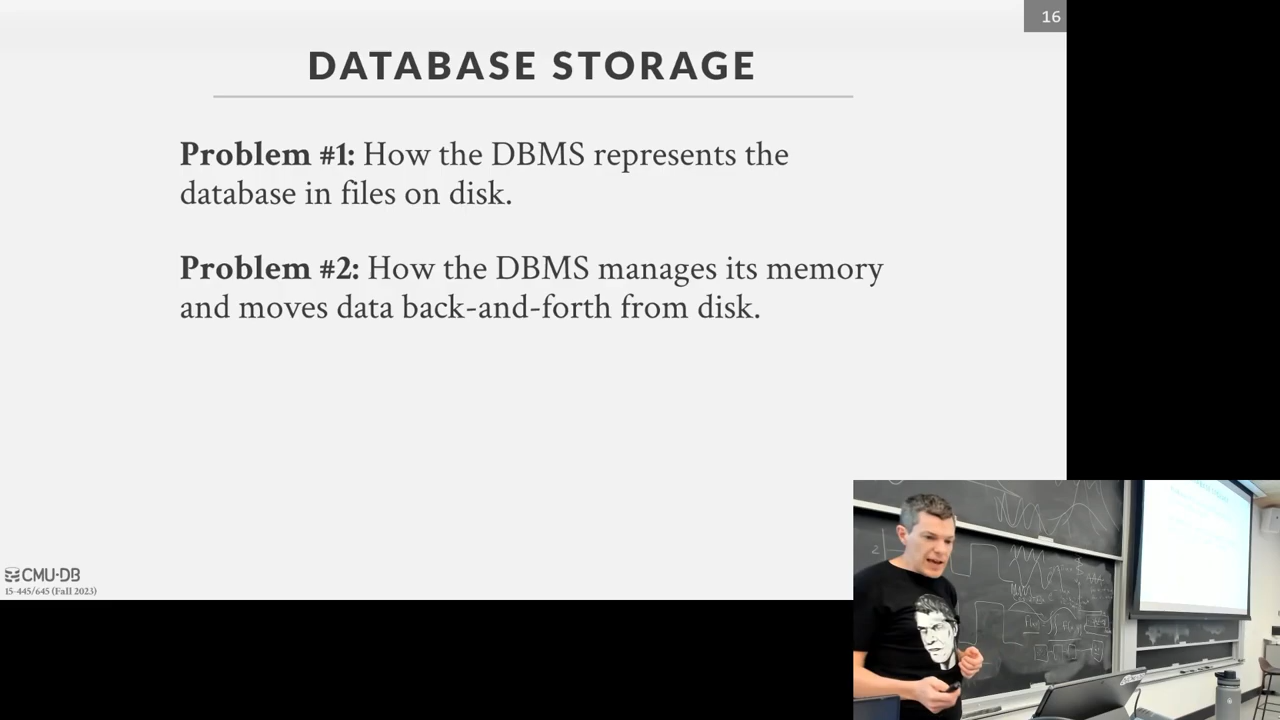 16
DATABASE STORAGE
Problem #1: How the DBMS represents the
database in files on disk.
Problem #2: How the DBMS manages its memory
and moves data back-and-forth from disk.
CMU·DB
15-445/645 (Fall 2023)
2